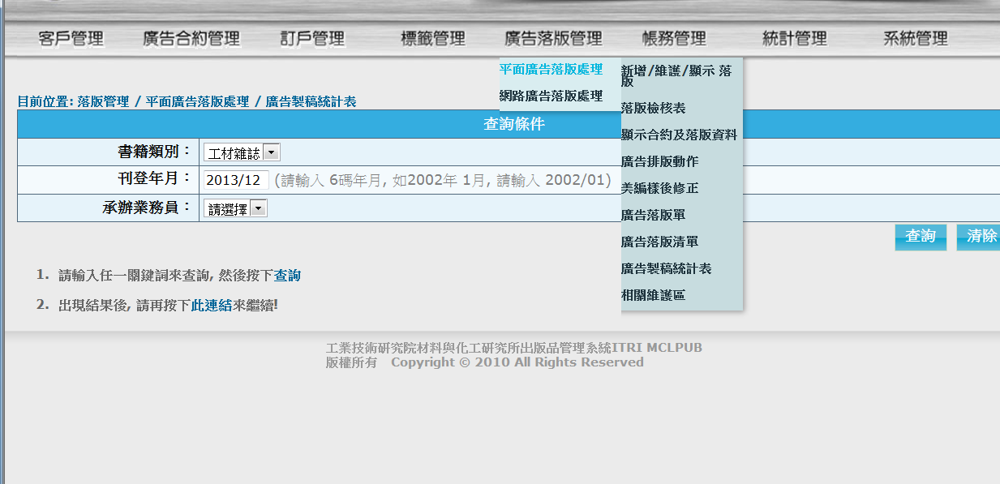 客戶管理 廣告合約管理 訂戶管理 標籤管理 廣告落版管理 帳務管理 統計管理 系統管理
平面廣告落版處理
網路廣告落版處理
新增/維護/顯示 落
版
落版檢核表
顯示合約及落版資料
廣告排版動作
美編樣後修正
廣告落版單
廣告落版清單
廣告製稿統計表
相關維護區
目前位置: 落版管理 / 平面廣告落版處理 / 廣告製稿統計表
查詢條件
書籍類別： 工材雜誌
刊登年月： 2013/12 (請輸入 6碼年月, 如2002年 1月, 請輸入 2002/01)
承辦業務員： 請選擇
查詢 清除
1. 請輸入任一關鍵詞來查詢, 然後按下查詢
2. 出現結果後, 請再按下此連結來繼續!
工業技術研究院材料與化工研究所出版品管理系統ITRI MCLPUB
版權所有 Copyright © 2010 All Rights Reserved